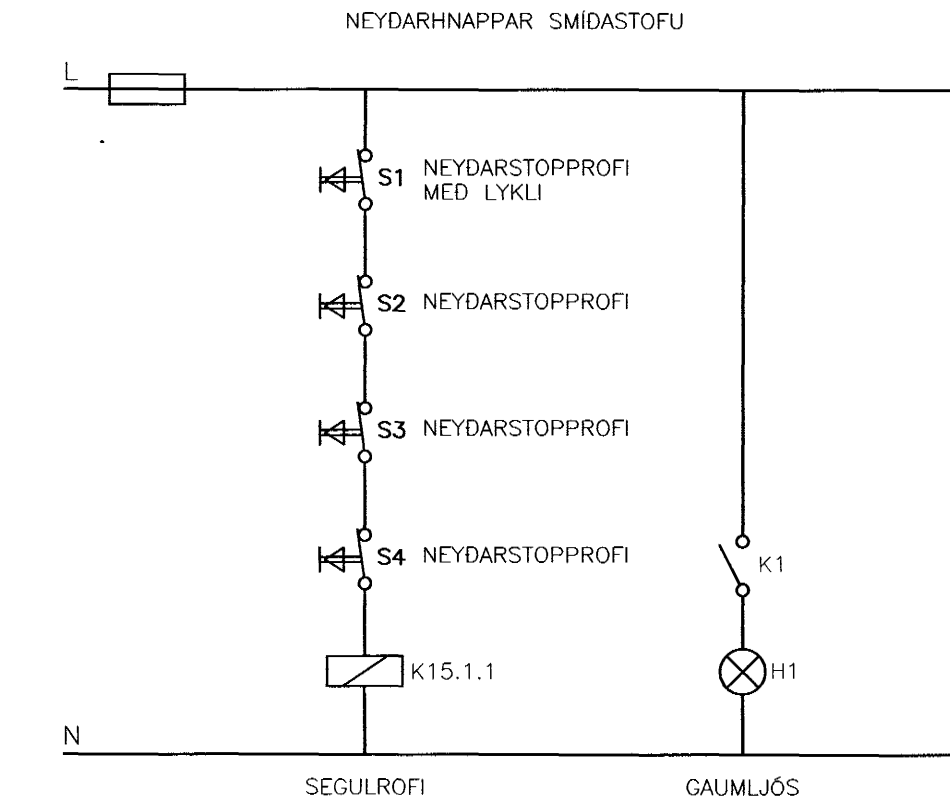 NEYÐARHNAPPAR SMÍÐASTOFU
L
S1 NEYÐARSTOPPROFI
MEÐ LYKLI
S2 NEYÐARSTOPPROFI
S3 NEYÐARSTOPPROFI
S4 NEYÐARSTOPPROFI
K1
K15.1.1
H1
N
SEGULROFI
GAUMLJÓS